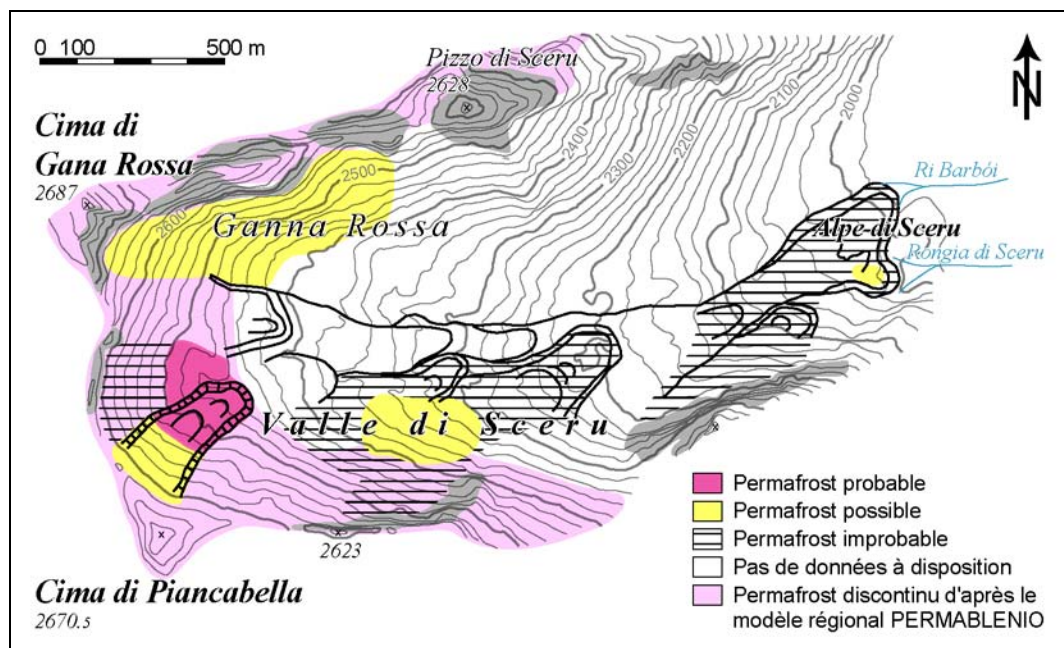 0 100 500 m
Pizzo di Sceru
2628
N
Cima di
Gana Rossa
2687
2100
2000
2400
2200
2300
2500
2600
Ganna Rossa
Ri Barbói
Alpe di Sceru
Rongia di Sceru
Valle di Sceru
2623
Cima di Piancabella
2670.5
Permafrost probable
Permafrost possible
Permafrost improbable
Pas de données à disposition
Permafrost discontinu d'après le
modèle régional PERMABLENIO